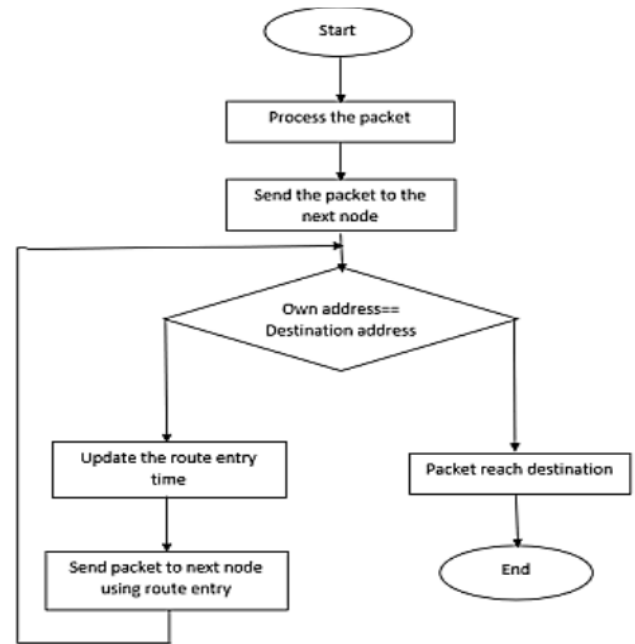 Start
Process the packet
Send the packet to the
next node
Own address==
Destination address
Update the route entry
time
Packet reach destination
Send packet to next node
using route entry
End